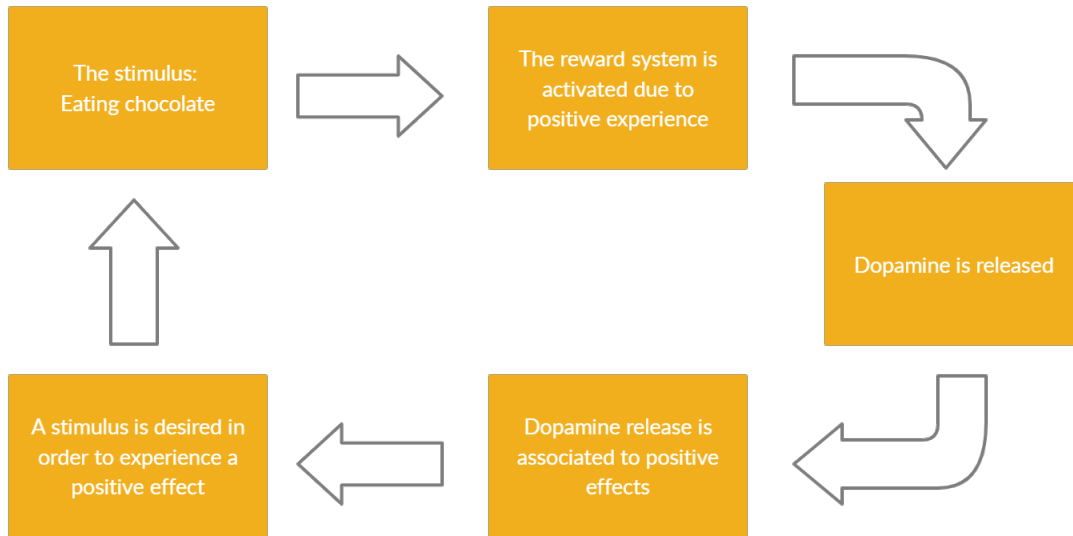 The stimulus:
Eating chocolate
The reward system is
activated due to
positive experience
Dopamine is released
Dopamine release is
associated to positive
effects
A stimulus is desired in
order to experience a
positive effect